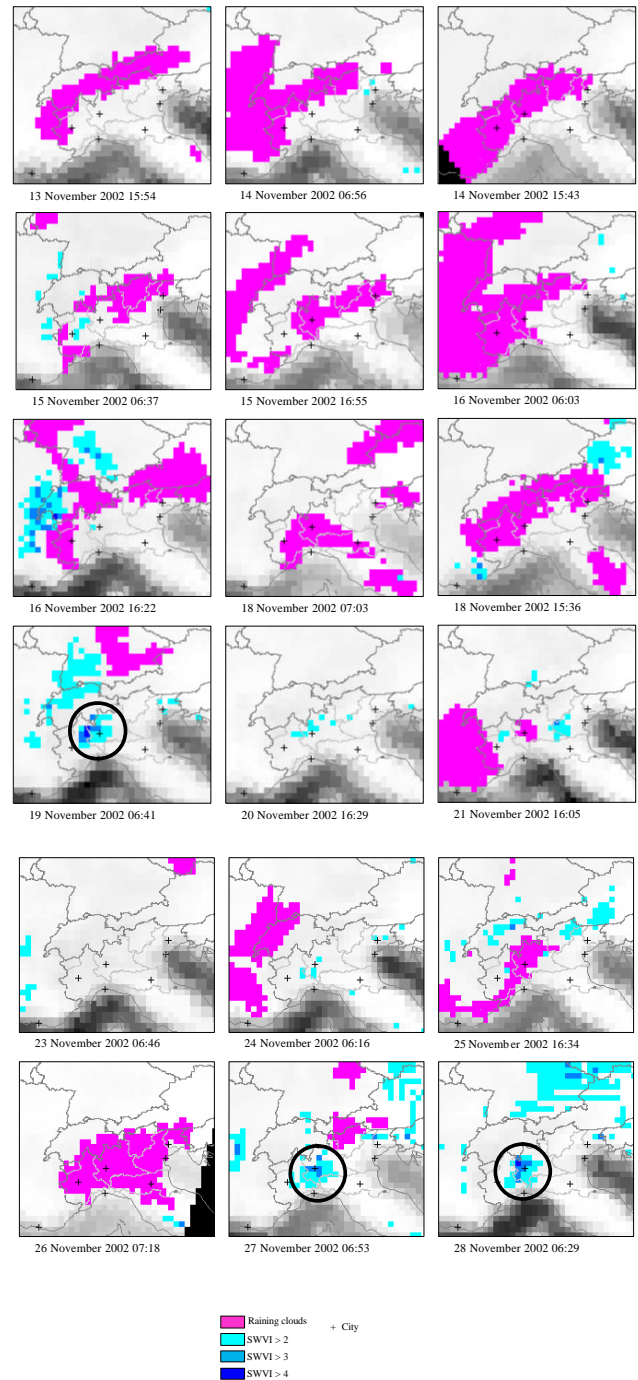 13 November 2002 15:54
14 November 2002 06:56
14 November 2002 15:43
15 November 2002 06:37
15 November 2002 16:55
16 November 2002 06:03
16 November 2002 16:22
18 November 2002 07:03
18 November 2002 15:36
19 November 2002 06:41
20 November 2002 16:29
21 November 2002 16:05
23 November 2002 06:46
24 November 2002 06:16
25 November 2002 16:34
26 November 2002 07:18
27 November 2002 06:53
28 November 2002 06:29
Raining clouds + City
SWVI > 2
SWVI > 3
SWVI > 4